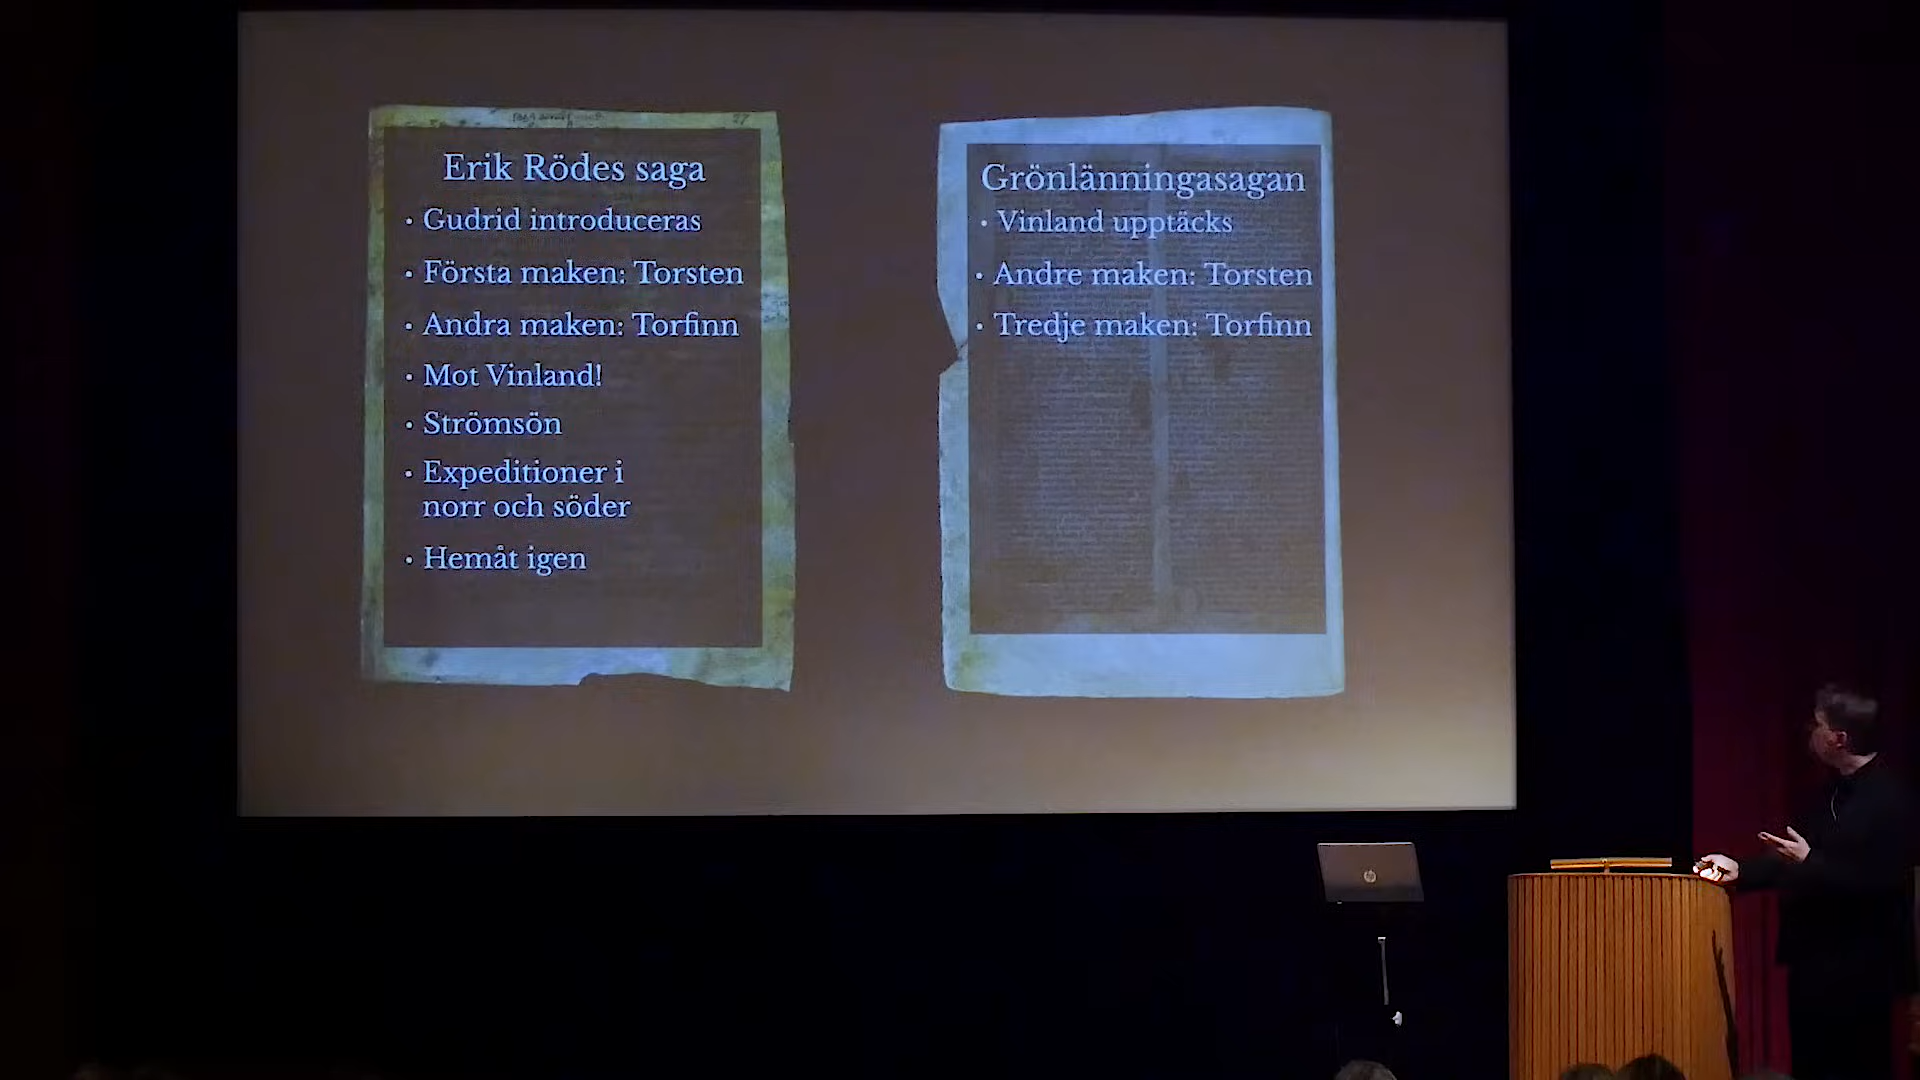 Erik Rödes saga
• Gudrid introduceras
• Första maken: Torsten
• Andra maken: Torfinn
• Mot Vinland!
• Strömsön
• Expeditioner i
norr och söder
• Hemåt igen
Grönlänningasagan
• Vinland upptäcks
• Andre maken: Torsten
• Tredje maken: Torfinn